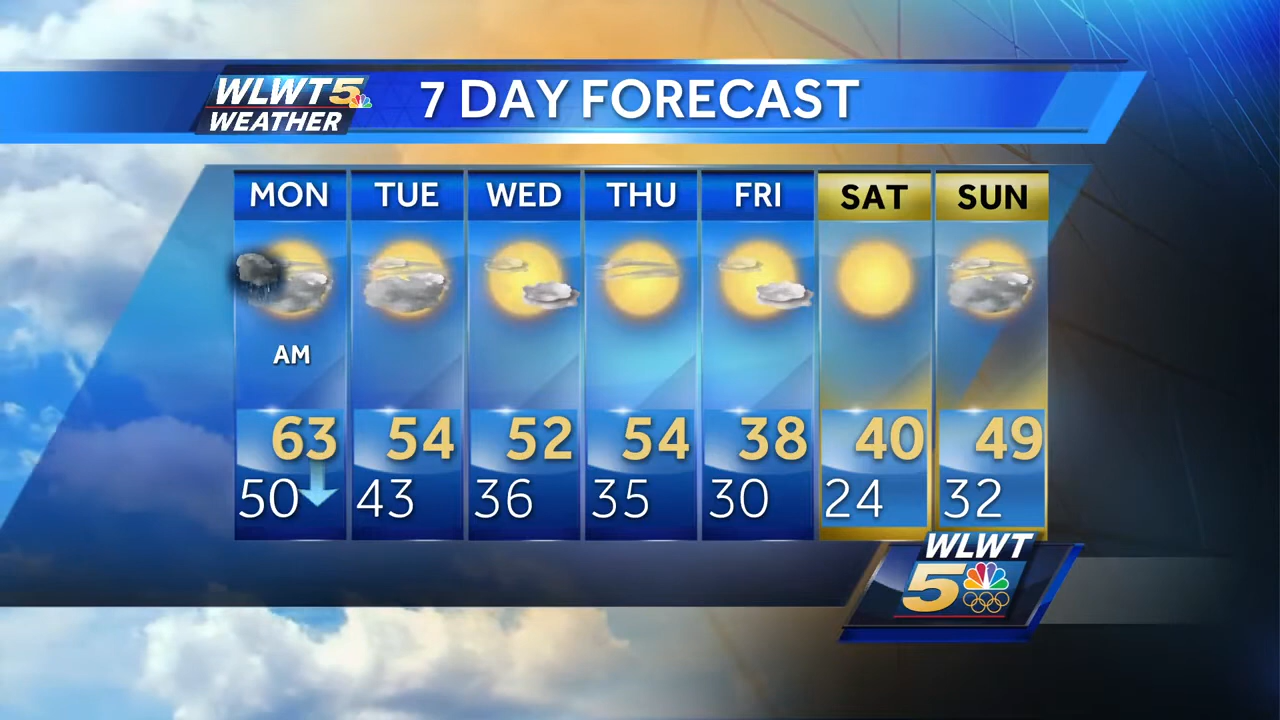 WLWT5
WEATHER
7 DAY FORECAST
MON TUE WED THU FRI SAT SUN
AM
63 54 52 54 38 40 49
50 43 36 35 30 24 32
WLWT
5